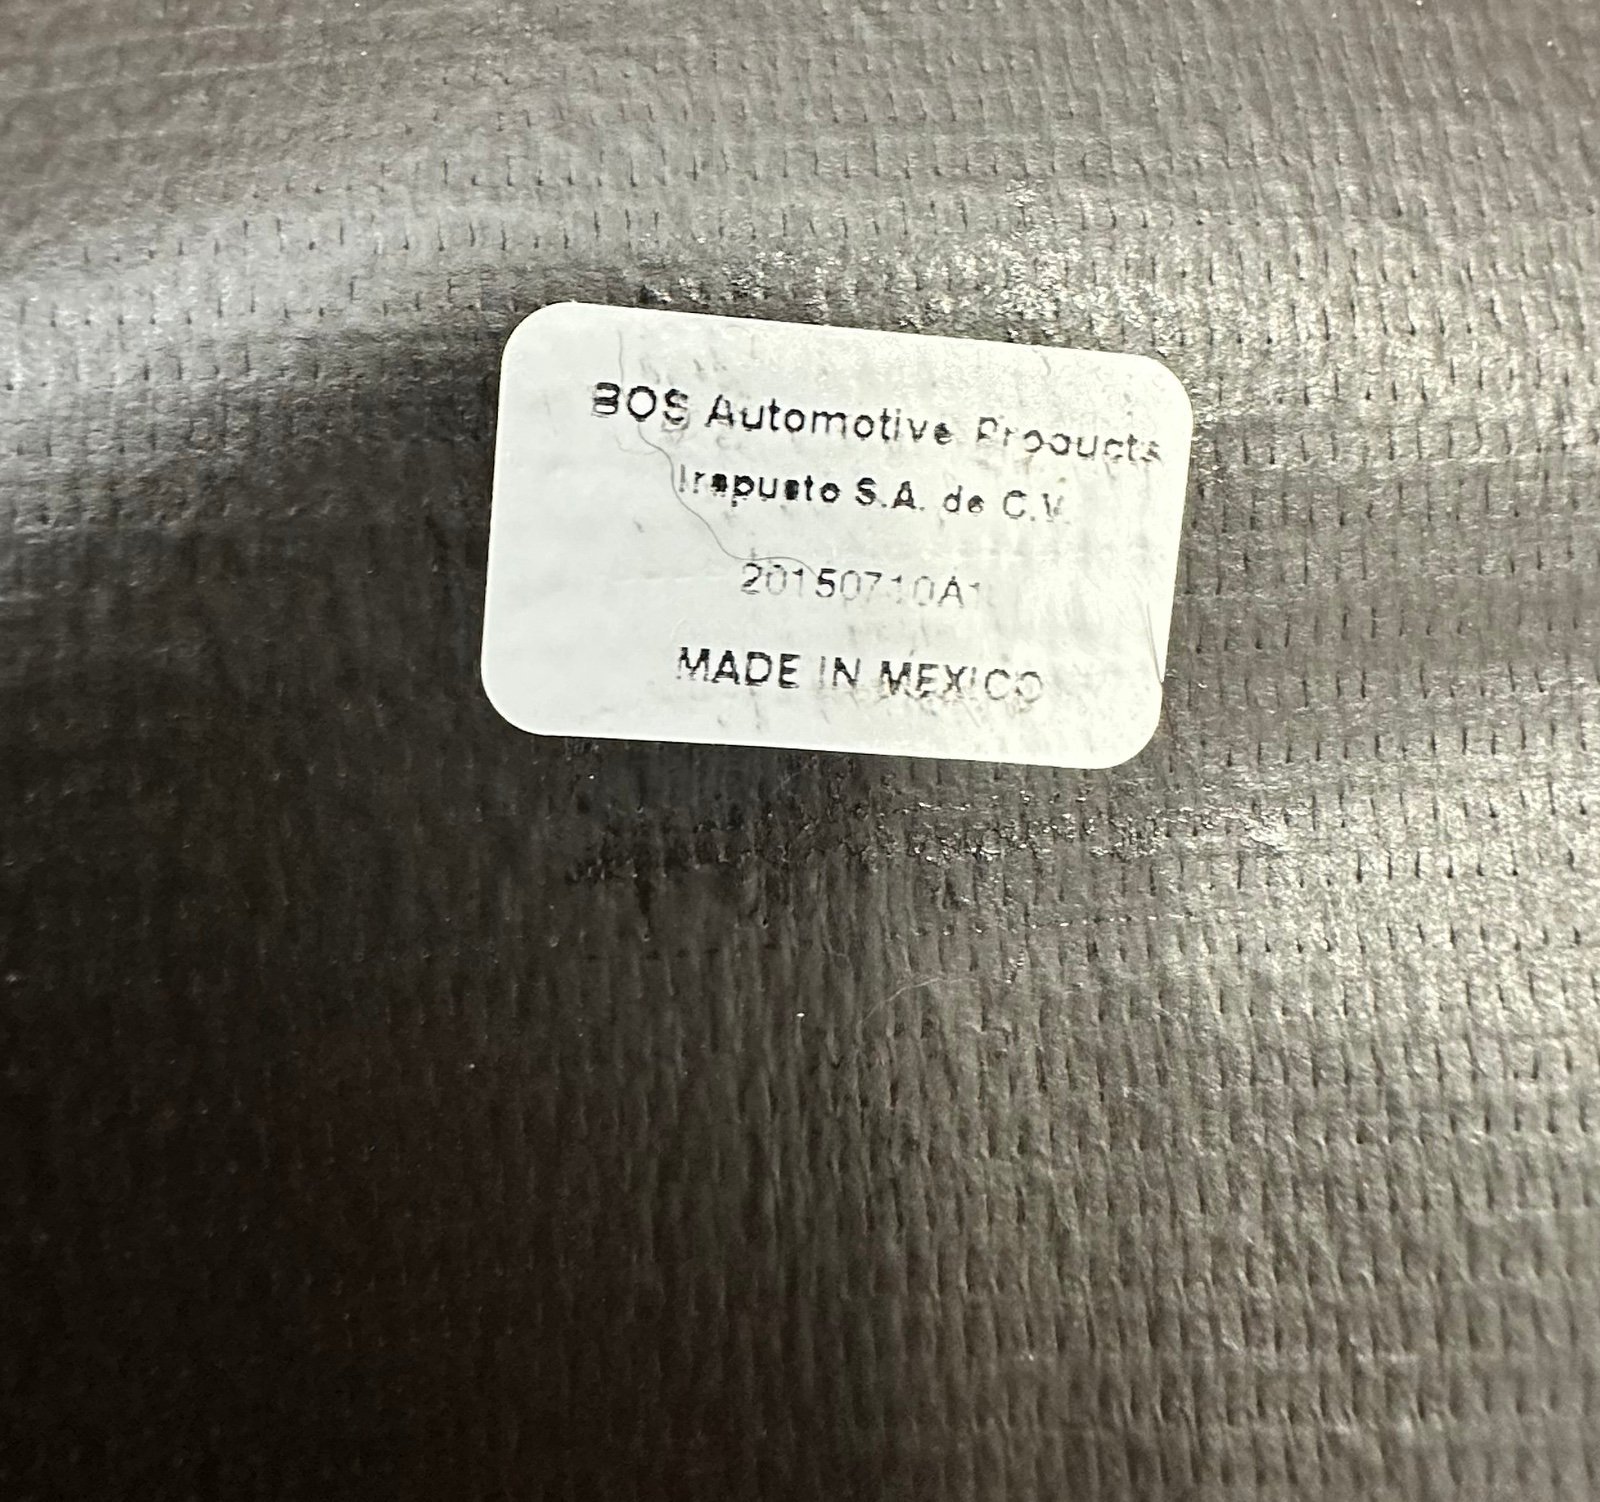 BOS Automotive Products
Irapuato S.A. de C.V.
20150710A1
MADE IN MEXICO